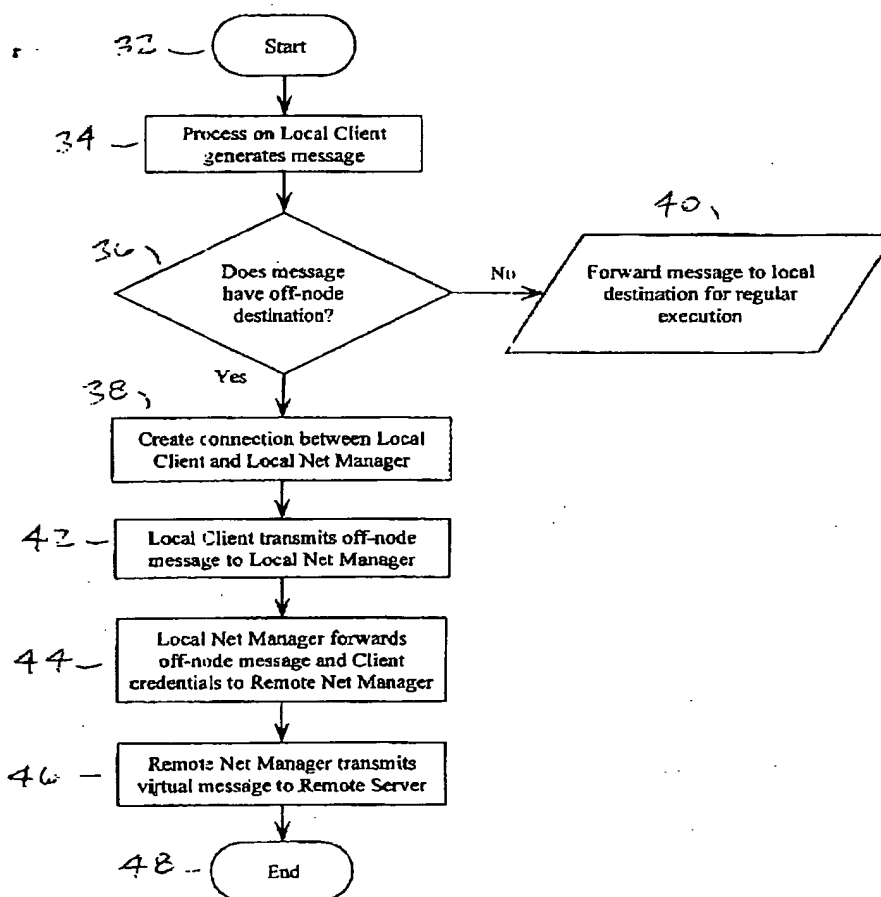 32
Start
34
Process on Local Client
generates message
36
Does message
have off-node
destination?
No
40
Forward message to local
destination for regular
execution
Yes
38
Create connection between Local
Client and Local Net Manager
42
Local Client transmits off-node
message to Local Net Manager
44
Local Net Manager forwards
off-node message and Client
credentials to Remote Net Manager
46
Remote Net Manager transmits
virtual message to Remote Server
48
End